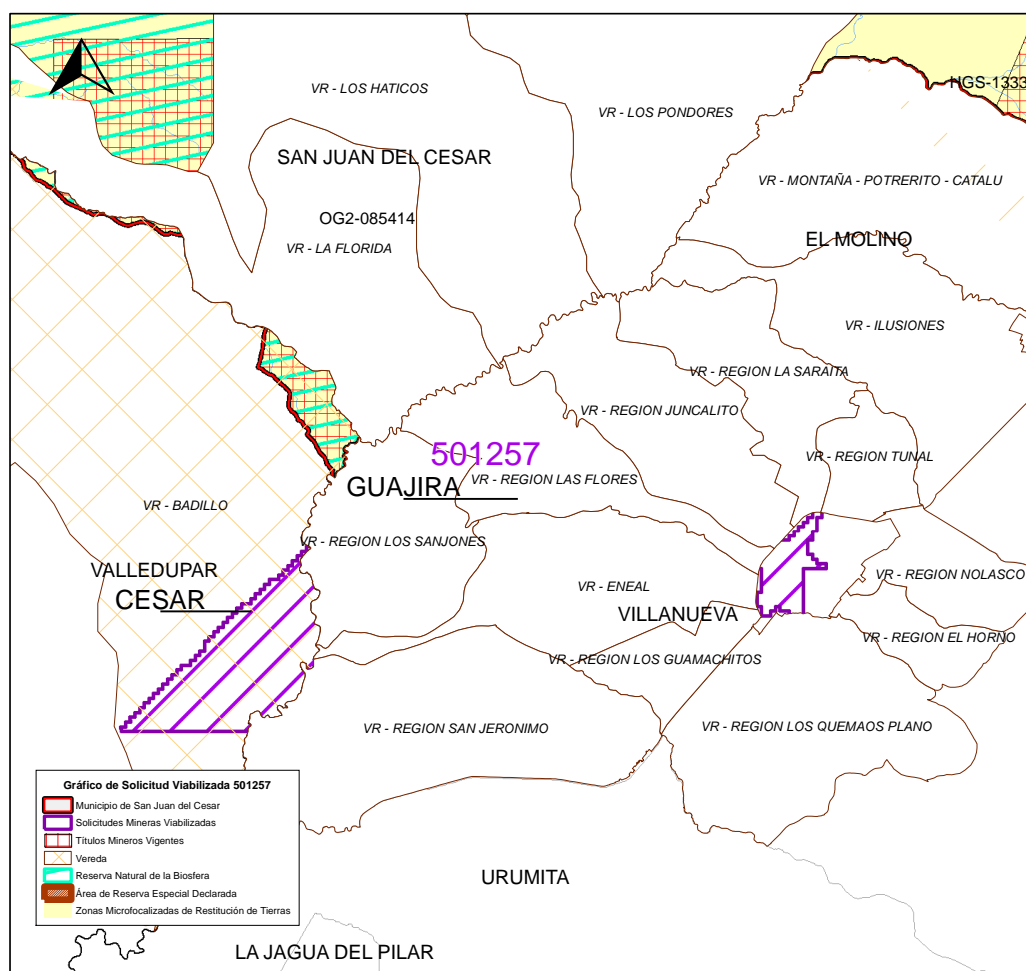 HGS-1333
VR - LOS HATICOS
VR - LOS PONDORES
SAN JUAN DEL CESAR
VR - MONTAÑA - POTRERITO - CATALU
OG2-085414
EL MOLINO
VR - LA FLORIDA
VR - ILUSIONES
VR - REGION LA SARAITA
VR - REGION JUNCALITO
501257
VR - REGION TUNAL
VR - REGION LAS FLORES
GUAJIRA
VR - BADILLO
VR - REGION LOS SANJONES
VALLEDUPAR
VR - REGION NOLASCO
VR - ENEAL
CESAR
VILLANUEVA
VR - REGION EL HORNO
VR - REGION LOS GUAMACHITOS
VR - REGION SAN JERONIMO
VR - REGION LOS QUEMAOS PLANO
Gráfico de Solicitud Viabilizada 501257
Municipio de San Juan del Cesar
Solicitudes Mineras Viabilizadas
Títulos Mineros Vigentes
Vereda
Reserva Natural de la Biosfera
Área de Reserva Especial Declarada
Zonas Microfocalizadas de Restitución de Tierras
URUMITA
LA JAGUA DEL PILAR